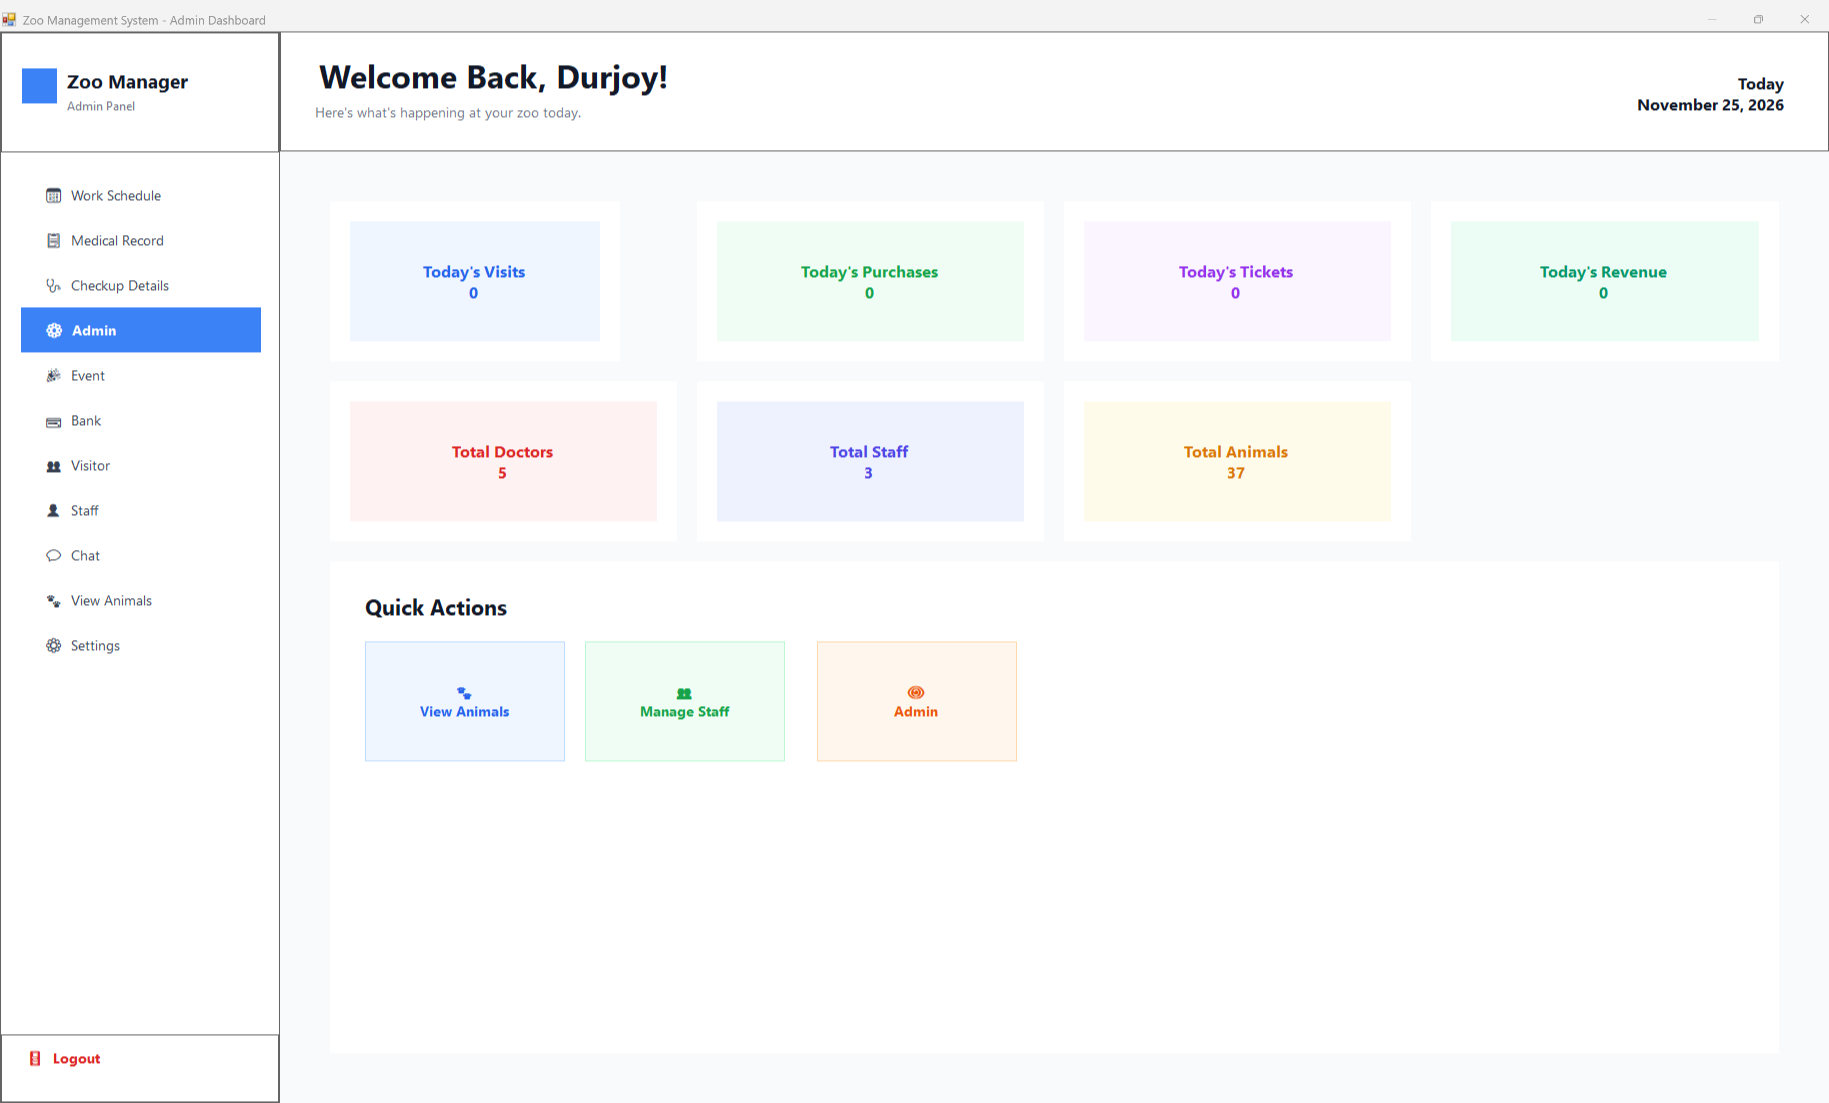 Zoo Management System - Admin Dashboard
Zoo Manager
Admin Panel
Welcome Back, Durjoy!
Here's what's happening at your zoo today.
Today
November 25, 2026
Work Schedule
Medical Record
Checkup Details
Admin
Event
Bank
Visitor
Staff
Chat
View Animals
Settings
Logout
Today's Visits
0
Today's Purchases
0
Today's Tickets
0
Today's Revenue
0
Total Doctors
5
Total Staff
3
Total Animals
37
Quick Actions
View Animals
Manage Staff
Admin